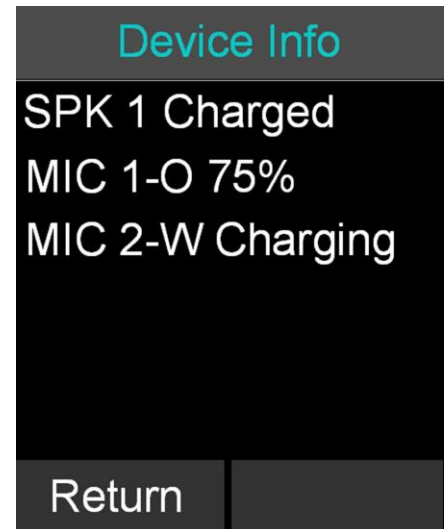 Device Info
SPK 1 Charged
MIC 1-O 75%
MIC 2-W Charging
Return